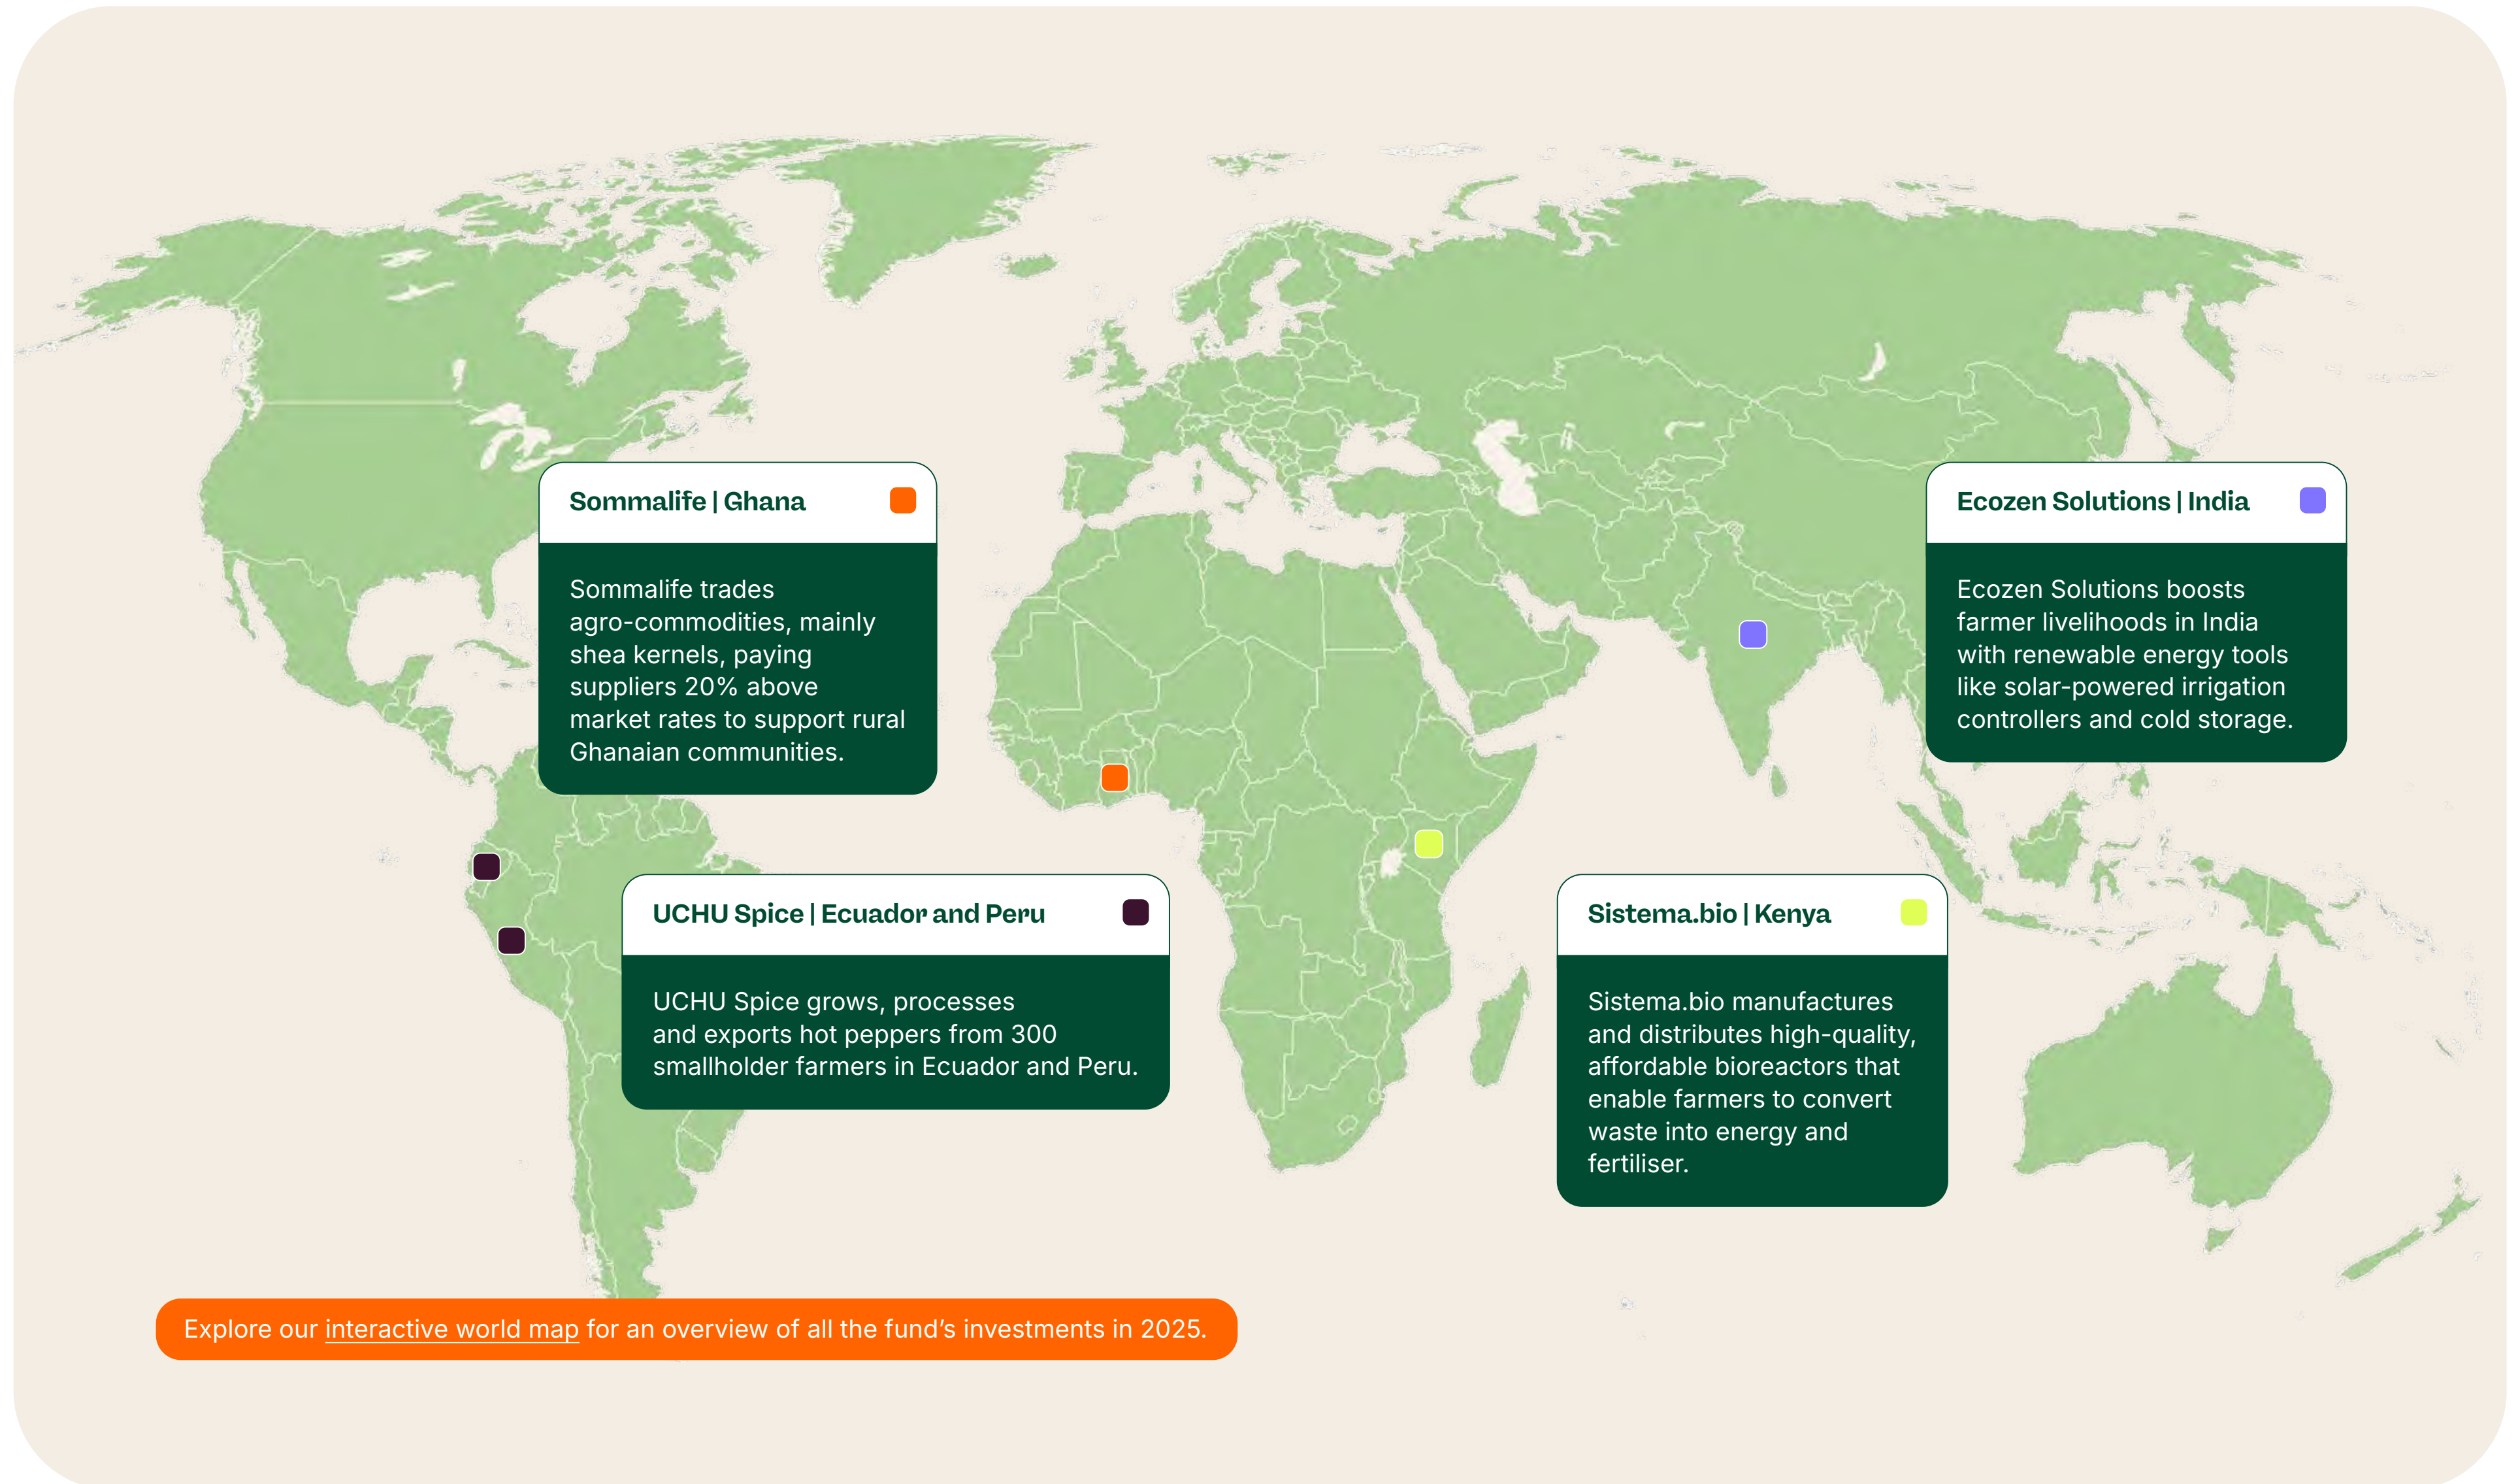 Sommalife | Ghana
Sommalife trades
agro-commodities, mainly
shea kernels, paying
suppliers 20% above
market rates to support rural
Ghanaian communities.
Ecozen Solutions | India
Ecozen Solutions boosts
farmer livelihoods in India
with renewable energy tools
like solar-powered irrigation
controllers and cold storage.
UCHU Spice | Ecuador and Peru
UCHU Spice grows, processes
and exports hot peppers from 300
smallholder farmers in Ecuador and Peru.
Sistema.bio | Kenya
Sistema.bio manufactures
and distributes high-quality,
affordable bioreactors that
enable farmers to convert
waste into energy and
fertiliser.
Explore our interactive world map for an overview of all the fund’s investments in 2025.